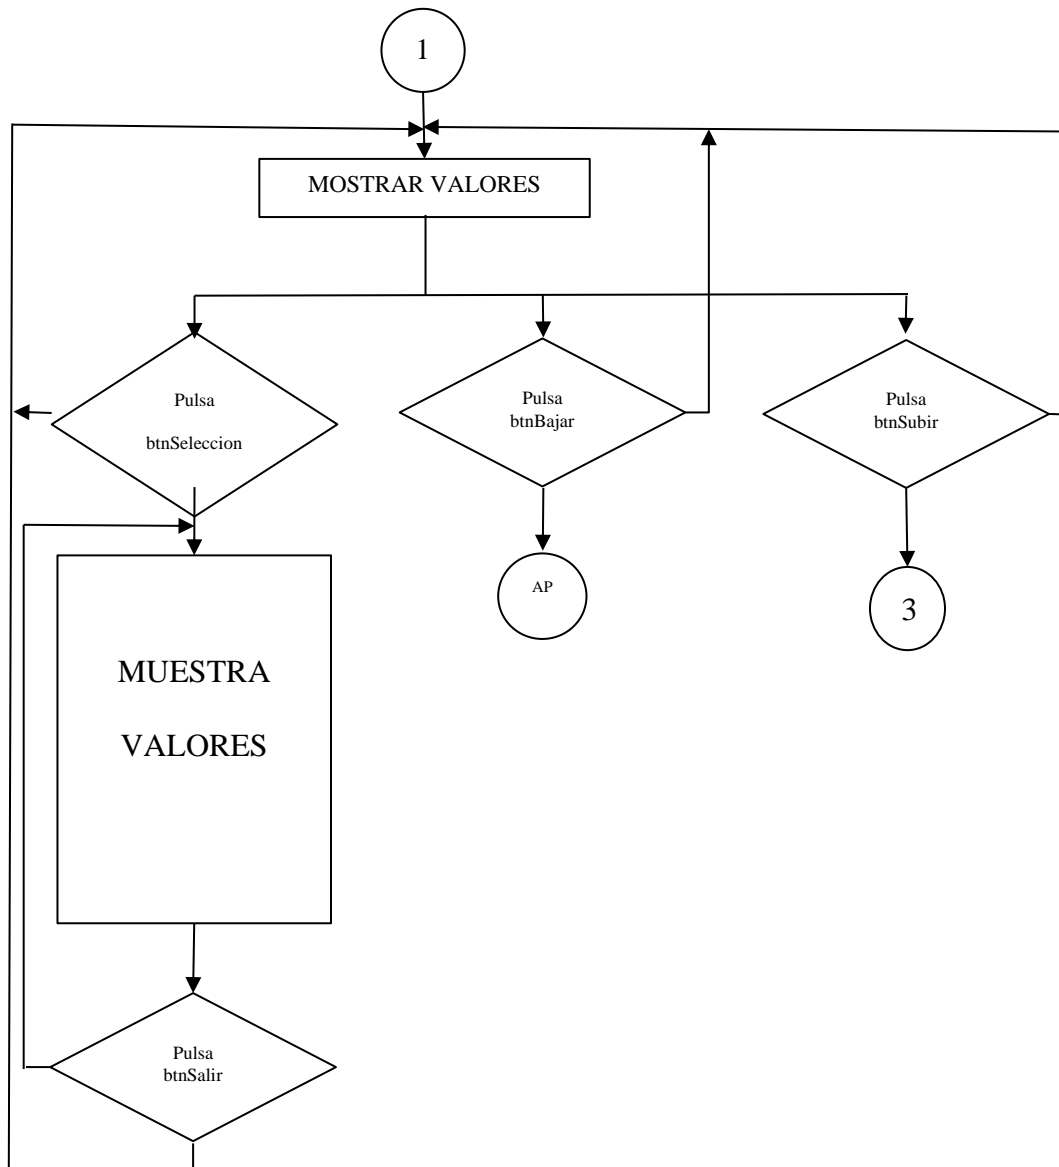 1
MOSTRAR VALORES
Pulsa
btnSeleccion
Pulsa
btnBajar
Pulsa
btnSubir
AP
3
MUESTRA
VALORES
Pulsa
btnSalir